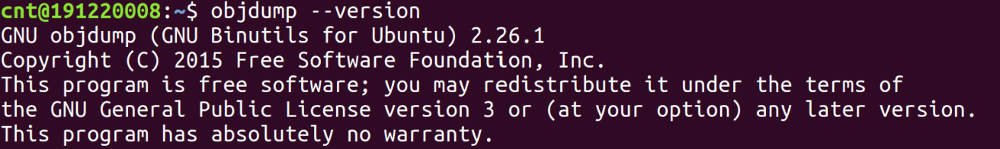 cnt@191220008:~$ objdump --version
GNU objdump (GNU Binutils for Ubuntu) 2.26.1
Copyright (C) 2015 Free Software Foundation, Inc.
This program is free software; you may redistribute it under the terms of
the GNU General Public License version 3 or (at your option) any later version.
This program has absolutely no warranty.